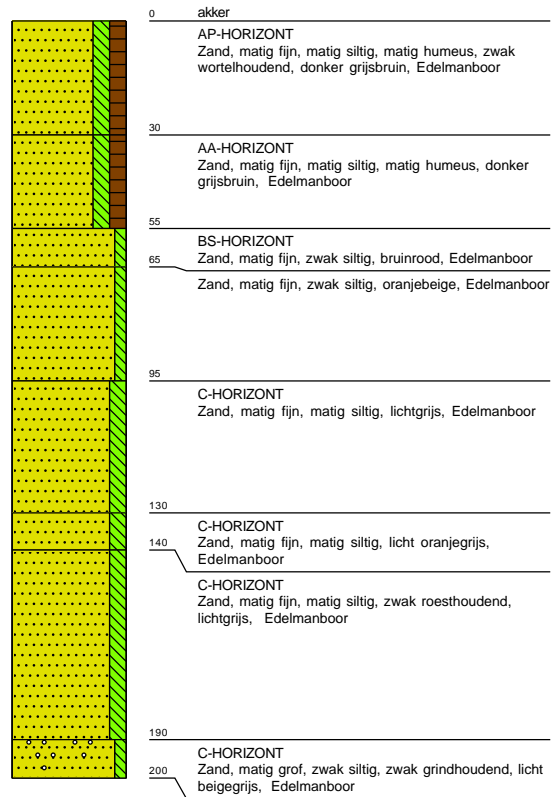 0 akker
AP-HORIZONT
Zand, matig fijn, matig siltig, matig humeus, zwak
wortelhoudend, donker grijsbruin, Edelmanboor
30
AA-HORIZONT
Zand, matig fijn, matig siltig, matig humeus, donker
grijsbruin, Edelmanboor
55
BS-HORIZONT
Zand, matig fijn, zwak siltig, bruinrood, Edelmanboor
65
Zand, matig fijn, zwak siltig, oranjebeige, Edelmanboor
95
C-HORIZONT
Zand, matig fijn, matig siltig, lichtgrijs, Edelmanboor
130
C-HORIZONT
Zand, matig fijn, matig siltig, licht oranjegrijs,
140
Edelmanboor
C-HORIZONT
Zand, matig fijn, matig siltig, zwak roesthoudend,
lichtgrijs, Edelmanboor
190
C-HORIZONT
Zand, matig grof, zwak siltig, zwak grindhoudend, licht
200
beigegrijs, Edelmanboor